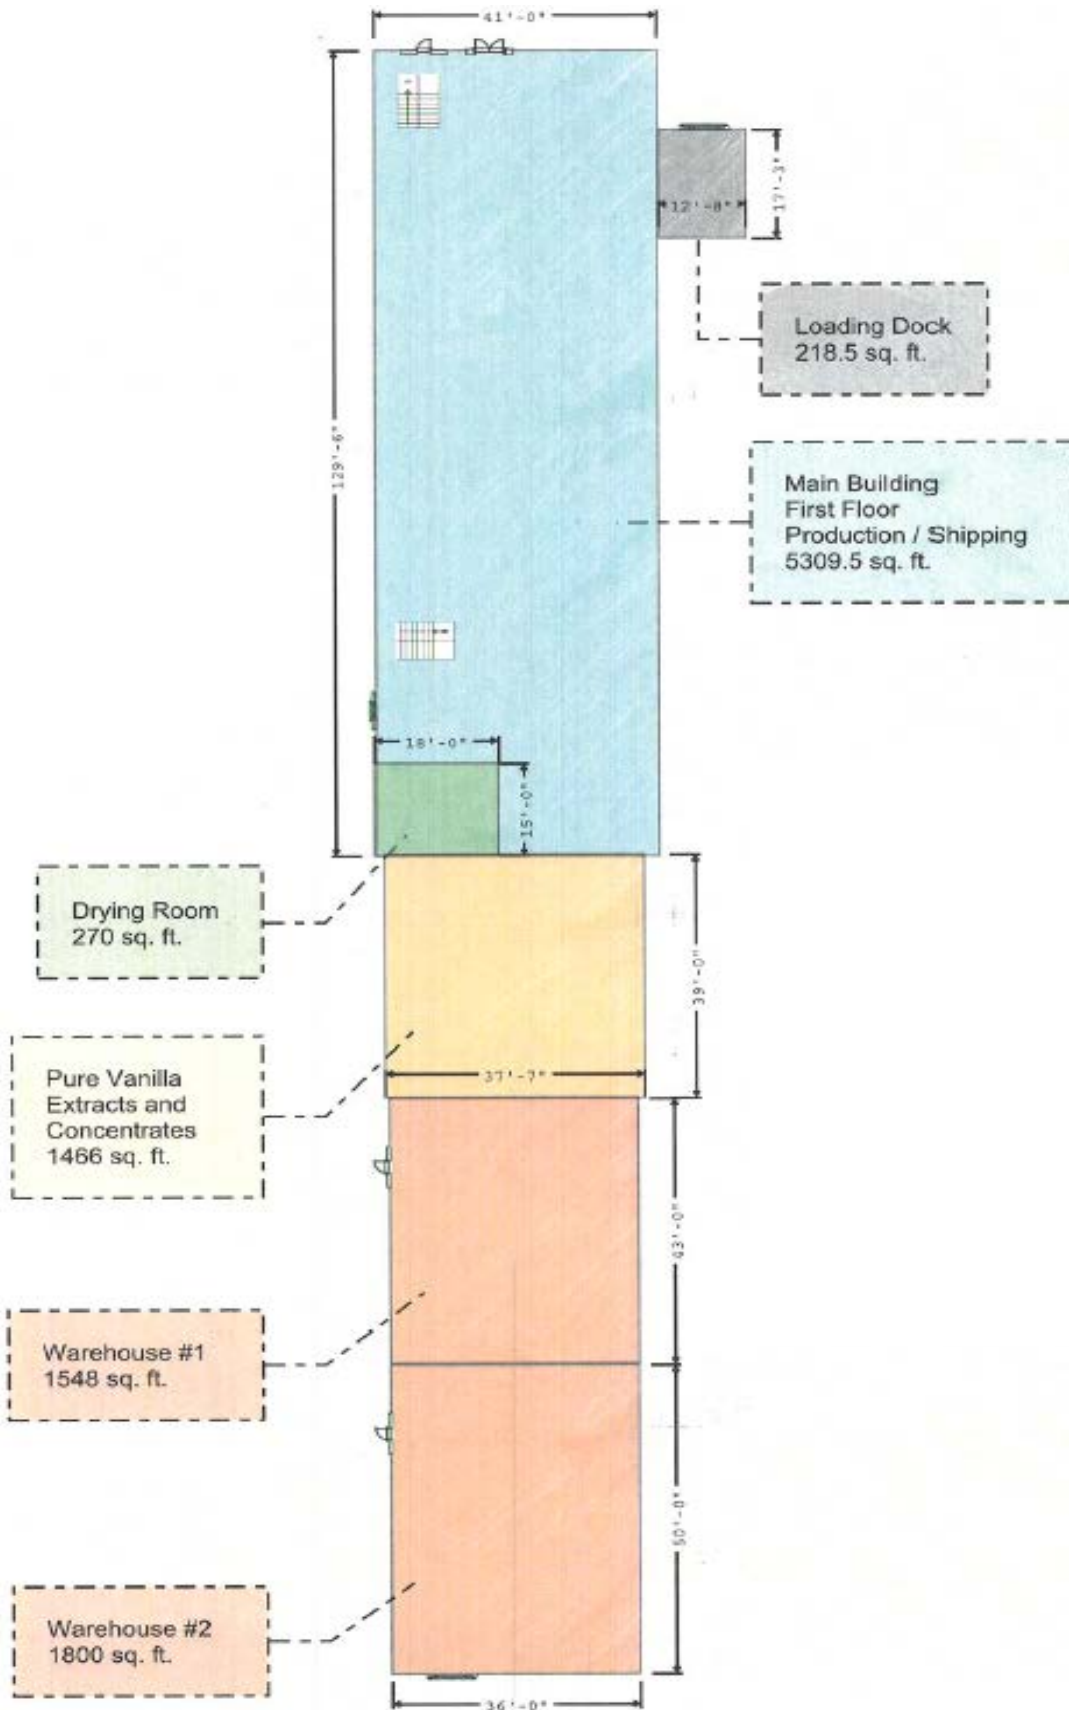 41'-0"
17'-3"
12'-8"
Loading Dock
218.5 sq. ft.
129'-6"
Main Building
First Floor
Production / Shipping
5309.5 sq. ft.
18'-0"
15'-0"
Drying Room
270 sq. ft.
39'-0"
Pure Vanilla
Extracts and
Concentrates
1466 sq. ft.
37'-7"
43'-0"
Warehouse #1
1548 sq. ft.
50'-0"
Warehouse #2
1800 sq. ft.
36'-0"